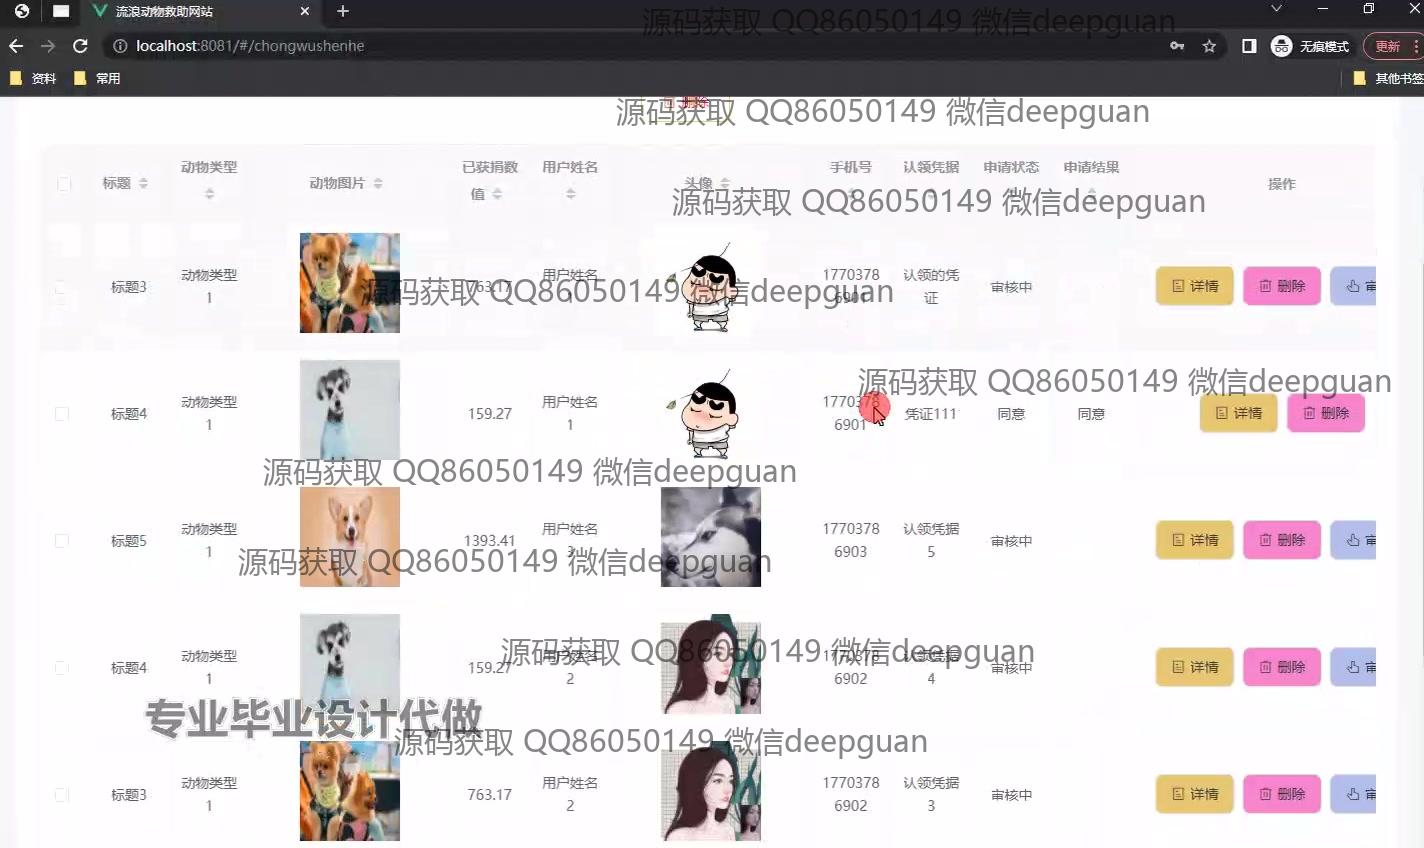 流浪动物救助网站
localhost:8081/#/chongwushenhe
无痕模式
更新
资料
常用
其他书签
源码获取 QQ86050149 微信deepguan
删除
源码获取 QQ86050149 微信deepguan
标题
动物类型
动物图片
已获捐数值
用户姓名
头像
手机号
认领凭据
申请状态
申请结果
操作
源码获取 QQ86050149 微信deepguan
标题3
动物类型
1
763.17
用户姓名
1770378
6901
认领的凭
证
审核中
详情
删除
审
源码获取 QQ86050149 微信deepguan
源码获取 QQ86050149 微信deepguan
标题4
动物类型
1
159.27
用户姓名
1
1770378
6901
凭证111
同意
同意
详情
删除
源码获取 QQ86050149 微信deepguan
标题5
动物类型
1
1393.41
用户姓名
3
1770378
6903
认领凭据
5
审核中
详情
删除
审
源码获取 QQ86050149 微信deepguan
标题4
动物类型
1
159.27
用户姓名
2
1770378
6902
认领凭据
4
审核中
详情
删除
审
源码获取 QQ86050149 微信deepguan
专业毕业设计代做
源码获取 QQ86050149 微信deepguan
标题3
动物类型
1
763.17
用户姓名
2
1770378
6902
认领凭据
3
审核中
详情
删除
审